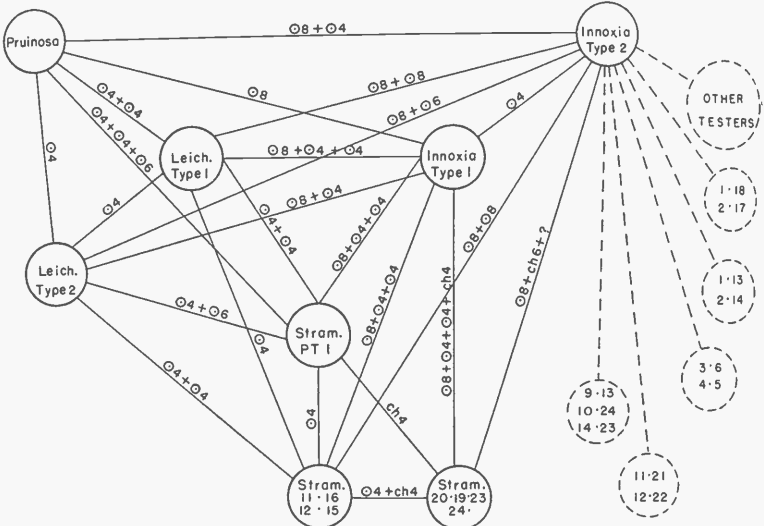 Pruinosa
⊙8+⊙4
Innoxia
Type 2
⊙8
⊙8+⊙8
⊙8+⊙6
⊙4
⊙4+⊙4
⊙4+⊙4+⊙6
⊙4
OTHER
TESTERS
Leich.
Type 1
⊙8+⊙4+⊙4
Innoxia
Type 1
1·18
2·17
⊙4
⊙8+⊙4
⊙4+⊙4
⊙8+⊙4+⊙4
⊙8+⊙8
⊙8+ch6+?
Leich.
Type 2
1·13
2·14
⊙4+⊙6
Stram.
PT 1
⊙4
⊙8+⊙4+⊙4
⊙8+⊙4+⊙4+ch4
3·6
4·5
⊙4+⊙4
⊙4
ch4
9·13
10·24
14·23
Stram.
11·16
12·15
⊙4+ch4
Stram.
20·19·23
24·
11·21
12·22